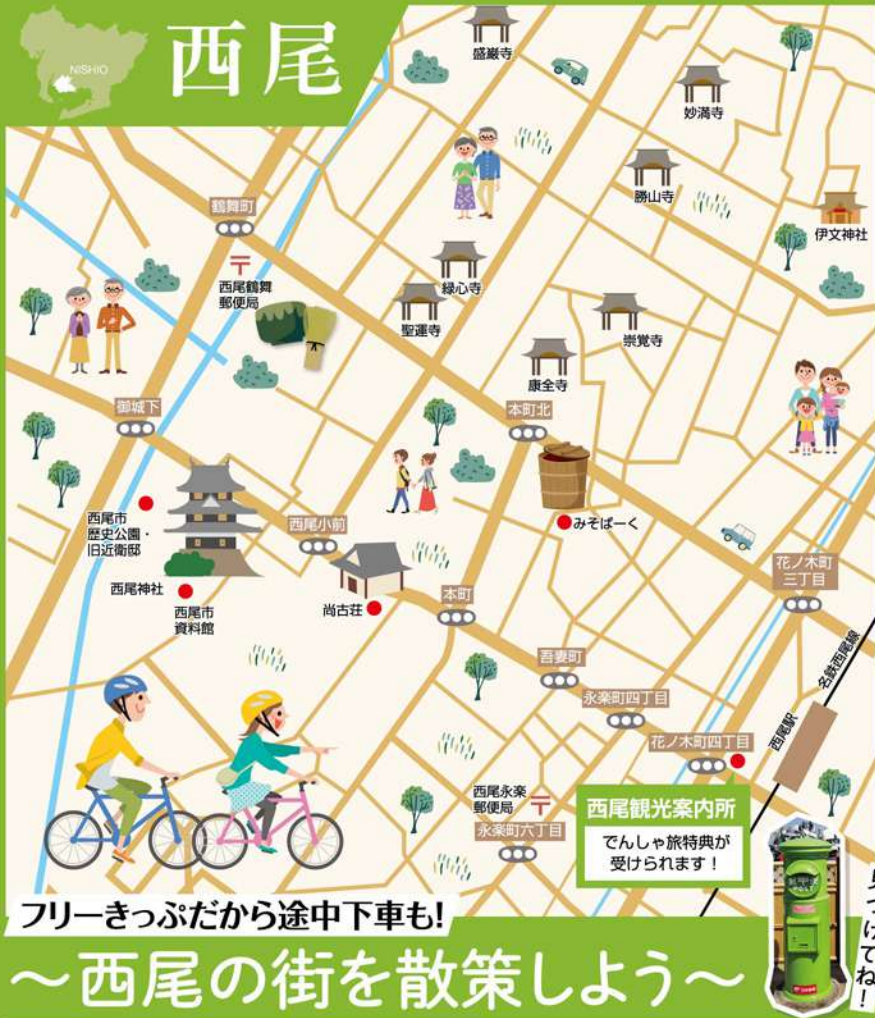 NISHIO
西尾
盛巌寺
妙満寺
勝山寺
伊文神社
鶴舞町
西尾鶴舞
郵便局
緑心寺
聖運寺
崇覚寺
康全寺
御城下
本町北
みそぱーく
西尾市
歴史公園・
旧近衛邸
西尾小前
花ノ木町
三丁目
西尾神社
西尾市
資料館
尚古荘
本町
吾妻町
名鉄西尾線
永楽町四丁目
西尾駅
花ノ木町四丁目
西尾永楽
郵便局
永楽町六丁目
西尾観光案内所
でんしゃ旅特典が
受けられます！
見つけてね！
フリーきっぷだから途中下車も!
～西尾の街を散策しよう～